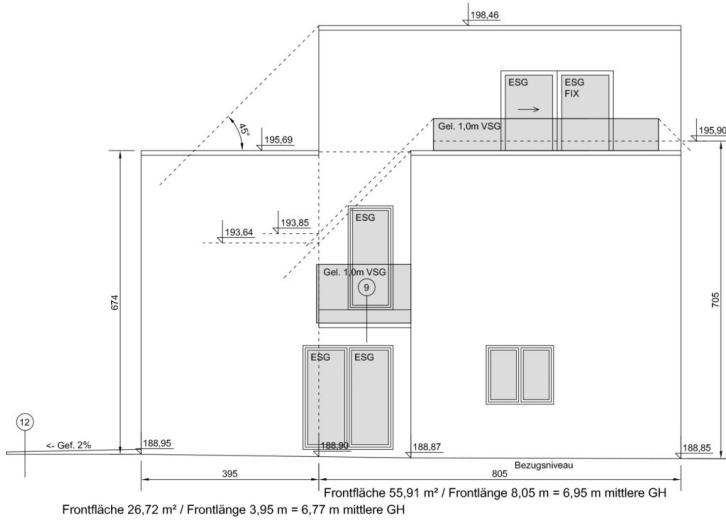 198,46
ESG
ESG
FIX
Gel. 1,0m VSG
195,90
45°
195,69
193,85
193,64
ESG
Gel. 1,0m VSG
9
674
705
ESG
ESG
12
<- Gef. 2%
188,95
188,90
188,87
188,85
Bezugsniveau
395
805
Frontfläche 55,91 m² / Frontlänge 8,05 m = 6,95 m mittlere GH
Frontfläche 26,72 m² / Frontlänge 3,95 m = 6,77 m mittlere GH